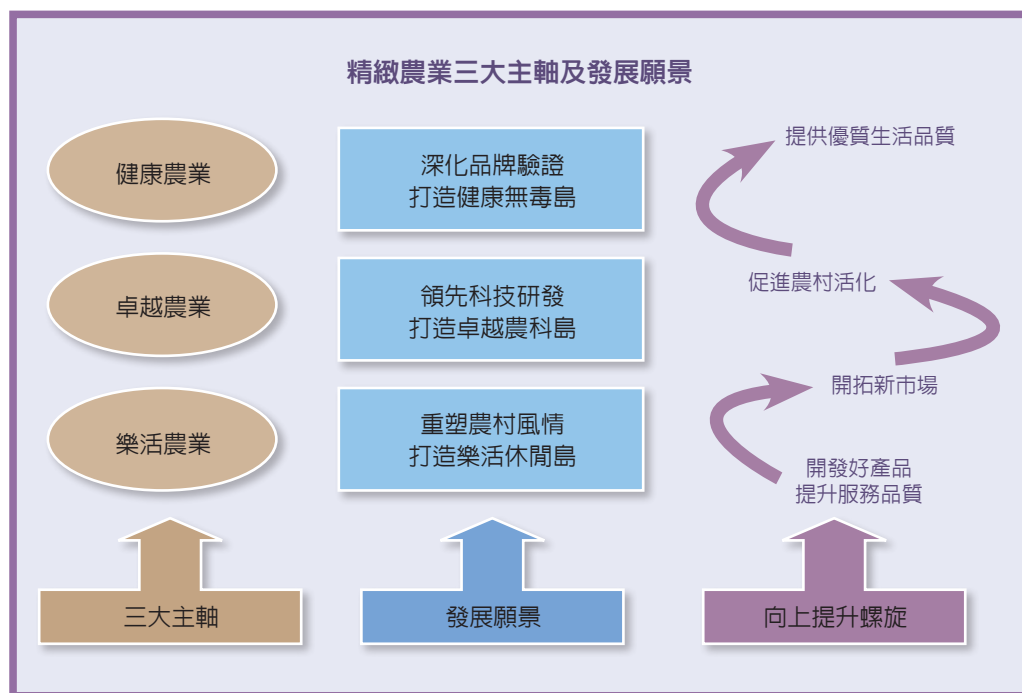 精緻農業三大主軸及發展願景
健康農業
深化品牌驗證
打造健康無毒島
提供優質生活品質
卓越農業
領先科技研發
打造卓越農科島
促進農村活化
樂活農業
重塑農村風情
打造樂活休閒島
開拓新市場
開發好產品
提升服務品質
三大主軸
發展願景
向上提升螺旋